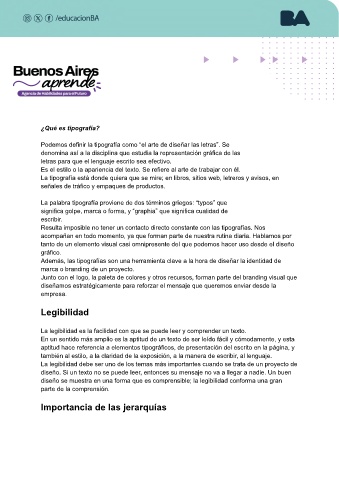 /educacionBA
BA
Buenos Aires
aprende
Agencia de Habilidades para el Futuro
¿Qué es tipografía?
Podemos definir la tipografía como "el arte de diseñar las letras". Se
denomina así a la disciplina que estudia la representación gráfica de las
letras para que el lenguaje escrito sea efectivo.
Es el estilo o la apariencia del texto. Se refiere al arte de trabajar con él.
La tipografía está donde quiera que se mire; en libros, sitios web, letreros y avisos, en
señales de tráfico y empaques de productos.
La palabra tipografía proviene de dos términos griegos: "typos" que
significa golpe, marca o forma, y "graphia" que significa cualidad de
escribir.
Resulta imposible no tener un contacto directo constante con las tipografías. Nos
acompañan en todo momento, ya que forman parte de nuestra rutina diaria. Hablamos por
tanto de un elemento visual casi omnipresente del que podemos hacer uso desde el diseño
gráfico.
Además, las tipografías son una herramienta clave a la hora de diseñar la identidad de
marca o branding de un proyecto.
Junto con el logo, la paleta de colores y otros recursos, forman parte del branding visual que
diseñamos estratégicamente para reforzar el mensaje que queremos enviar desde la
empresa.
Legibilidad
La legibilidad es la facilidad con que se puede leer y comprender un texto.
En un sentido más amplio es la aptitud de un texto de ser leído fácil y cómodamente, y esta
aptitud hace referencia a elementos tipográficos, de presentación del escrito en la página, y
también al estilo, a la claridad de la exposición, a la manera de escribir, al lenguaje.
La legibilidad debe ser uno de los temas más importantes cuando se trata de un proyecto de
diseño. Si un texto no se puede leer, entonces su mensaje no va a llegar a nadie. Un buen
diseño se muestra en una forma que es comprensible; la legibilidad conforma una gran
parte de la comprensión.
Importancia de las jerarquías